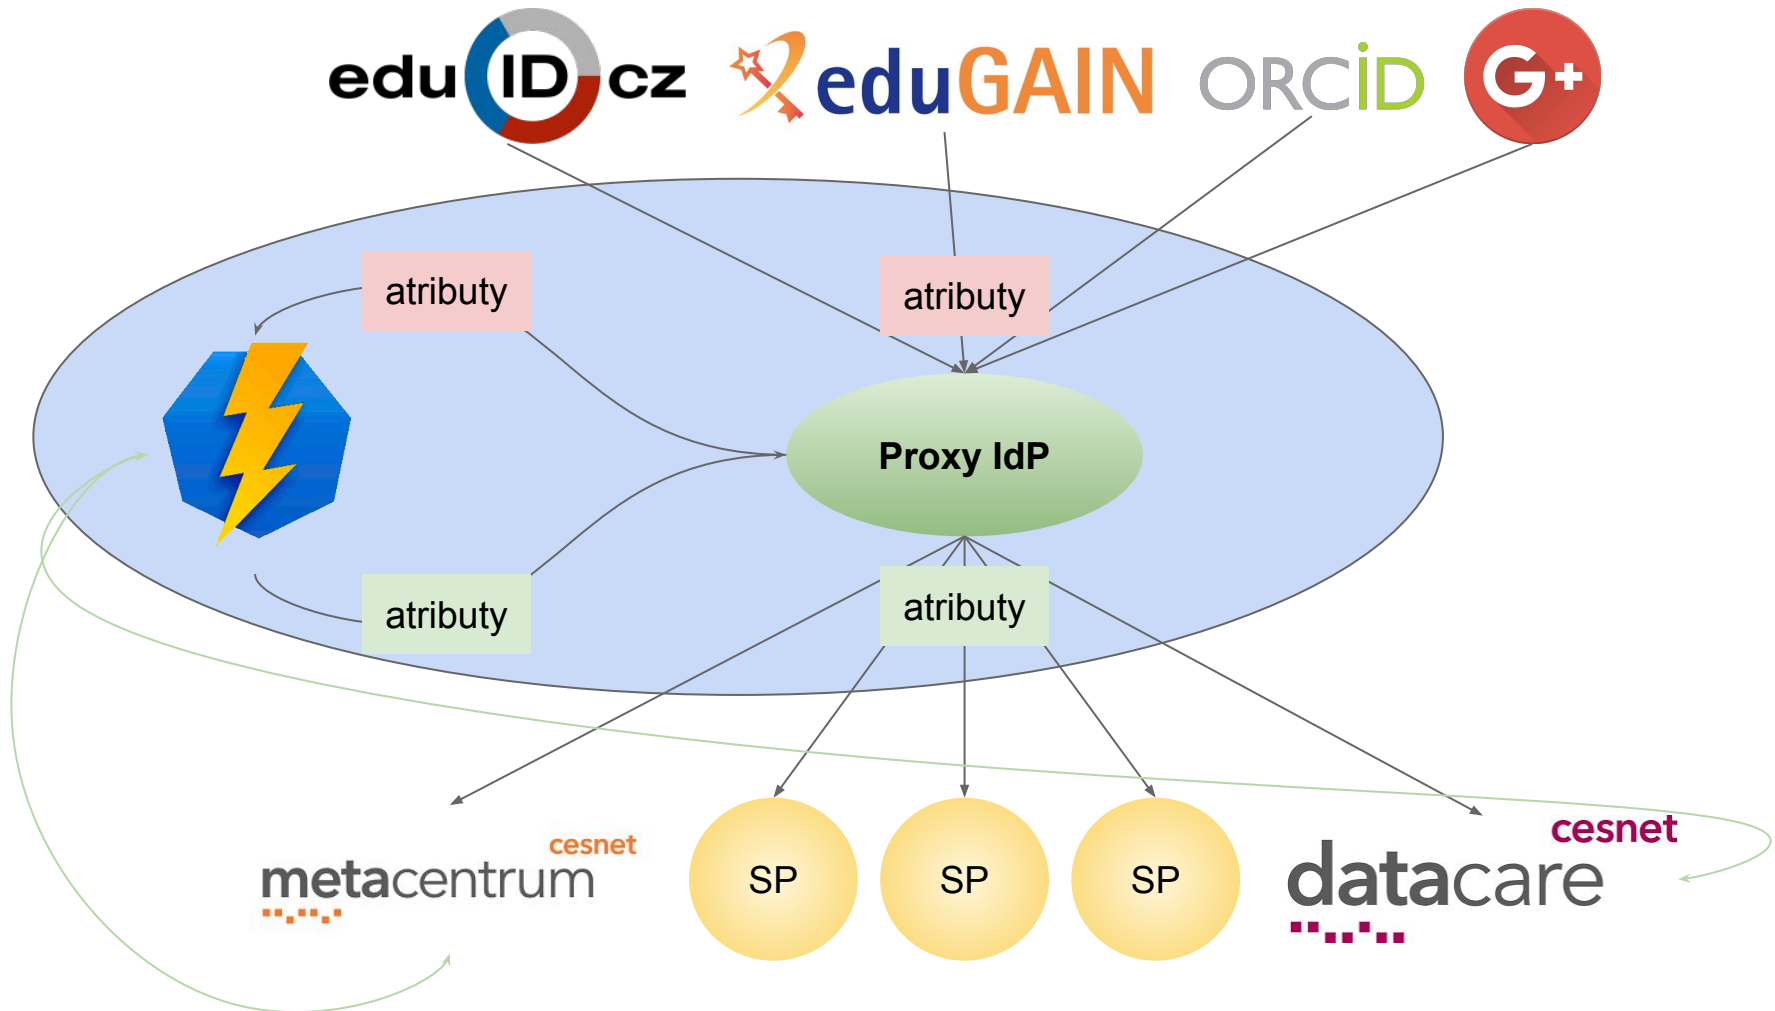 edu ID cz
eduGAIN
ORCiD
G+
atributy
atributy
Proxy IdP
atributy
atributy
cesnet
metacentrum
SP
SP
SP
cesnet
datacare